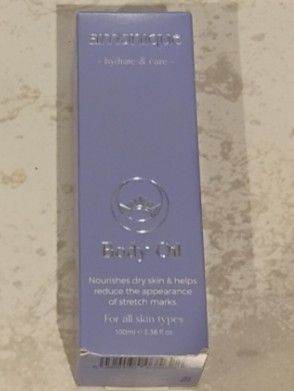 amanique
- hydrate & care -
Body Oil
Nourishes dry skin & helps
reduce the appearance
of stretch marks.
For all skin types
100ml ℮ 3.38 fl oz